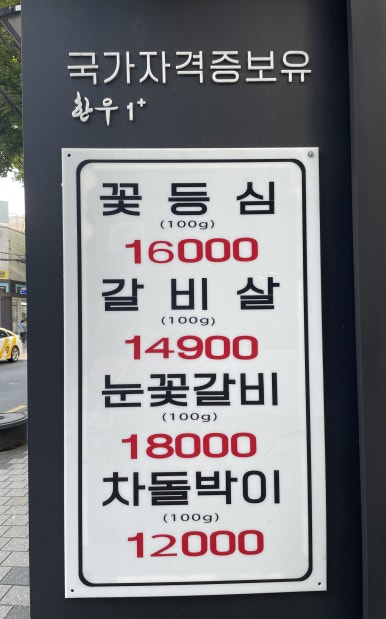 국가자격증보유
한우 1+
꽃등심
(100g)
16000
갈비살
(100g)
14900
눈꽃갈비
(100g)
18000
차돌박이
(100g)
12000